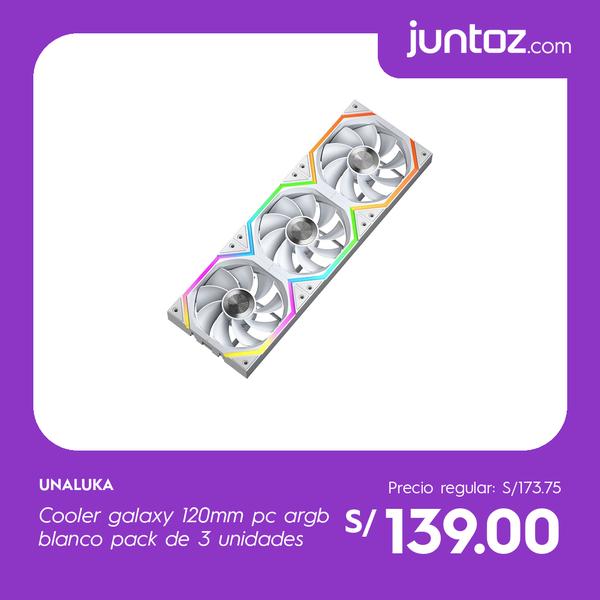 juntoz.com
UNALUKA
Cooler galaxy 120mm pc argb
blanco pack de 3 unidades
Precio regular: S/173.75
S/139.00